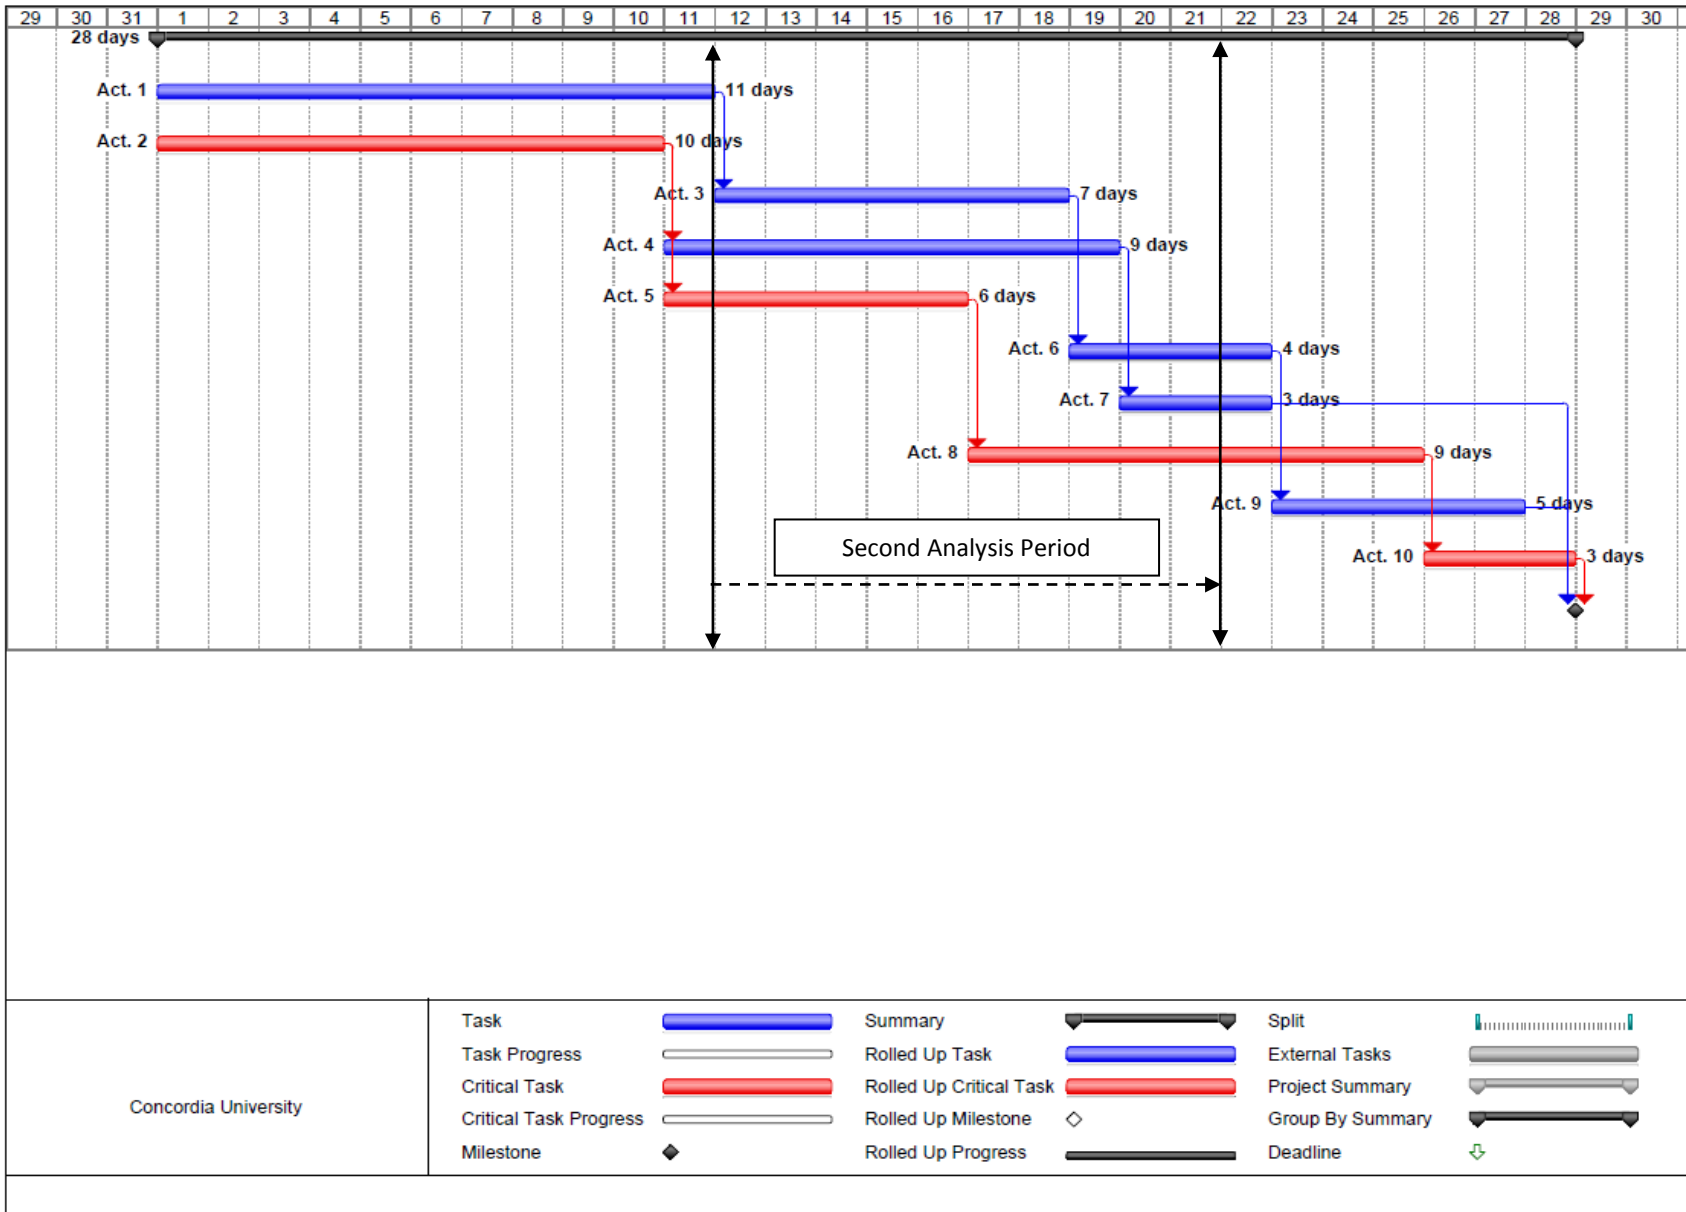 29 30 31 1 2 3 4 5 6 7 8 9 10 11 12 13 14 15 16 17 18 19 20 21 22 23 24 25 26 27 28 29 30
28 days
Act. 1 11 days
Act. 2 10 days
Act. 3 7 days
Act. 4 9 days
Act. 5 6 days
Act. 6 4 days
Act. 7 3 days
Act. 8 9 days
Act. 9 5 days
Second Analysis Period
Act. 10 3 days
Concordia University
Task Summary Split
Task Progress Rolled Up Task External Tasks
Critical Task Rolled Up Critical Task Project Summary
Critical Task Progress Rolled Up Milestone Group By Summary
Milestone Rolled Up Progress Deadline